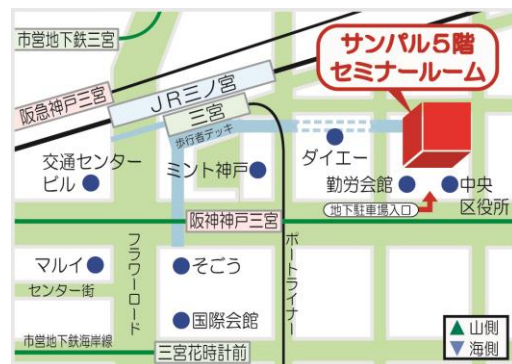 市営地下鉄三宮
サンパル5階
セミナールーム
阪急神戸三宮
JR三ノ宮
三宮
歩行者デッキ
交通センター
ビル
ミント神戸
ダイエー
勤労会館
中央
区役所
地下駐車場入口
阪神神戸三宮
マルイ
センター街
フラワーロード
そごう
ポートライナー
国際会館
市営地下鉄海岸線
三宮花時計前
▲山側
▼海側